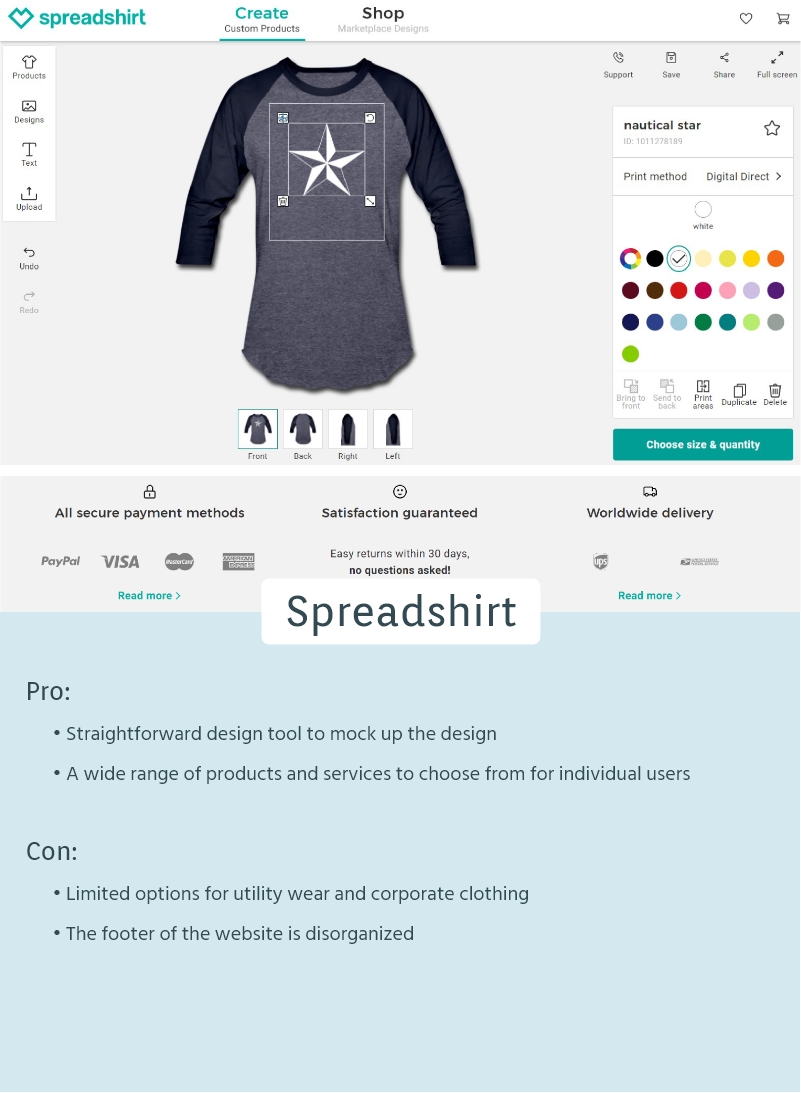 spreadshirt
Create
Custom Products
Shop
Marketplace Designs
Products
Designs
Text
Upload
Undo
Redo
Support
Save
Share
Full screen
nautical star
ID: 1011278189
Print method
Digital Direct
white
Bring to
front
Send to
back
Print
areas
Duplicate
Delete
Choose size & quantity
Front
Back
Right
Left
All secure payment methods
PayPal
VISA
MasterCard
AMERICAN
EXPRESS
Read more
Satisfaction guaranteed
Easy returns within 30 days,
no questions asked!
Worldwide delivery
ups
Read more
Spreadshirt
Pro:
• Straightforward design tool to mock up the design
• A wide range of products and services to choose from for individual users
Con:
• Limited options for utility wear and corporate clothing
• The footer of the website is disorganized